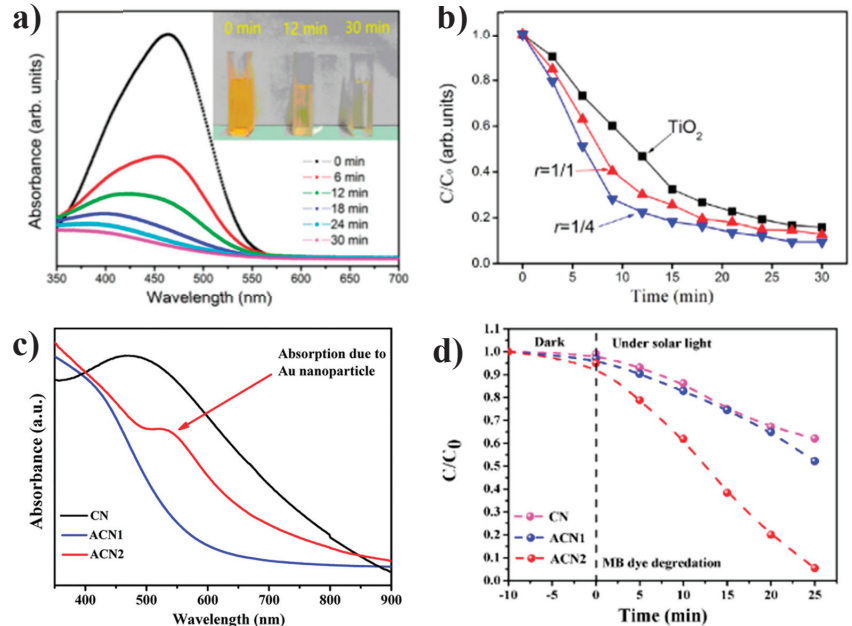 a)
0 min 12 min 30 min
Absorbance (arb. units)
0 min
6 min
12 min
18 min
24 min
30 min
350 400 450 500 550 600 650 700
Wavelength (nm)
b)
C/C₀ (arb.units)
1.0
0.8
0.6
0.4
0.2
0.0
TiO₂
r=1/1
r=1/4
0 5 10 15 20 25 30
Time (min)
c)
Absorbance (a.u.)
Absorption due to
Au nanoparticle
CN
ACN1
ACN2
400 500 600 700 800 900
Wavelength (nm)
d)
C/C0
1.1
1.0
0.9
0.8
0.7
0.6
0.5
0.4
0.3
0.2
0.1
0.0
Dark Under solar light
CN
ACN1
ACN2
MB dye degredation
-10 -5 0 5 10 15 20 25
Time (min)